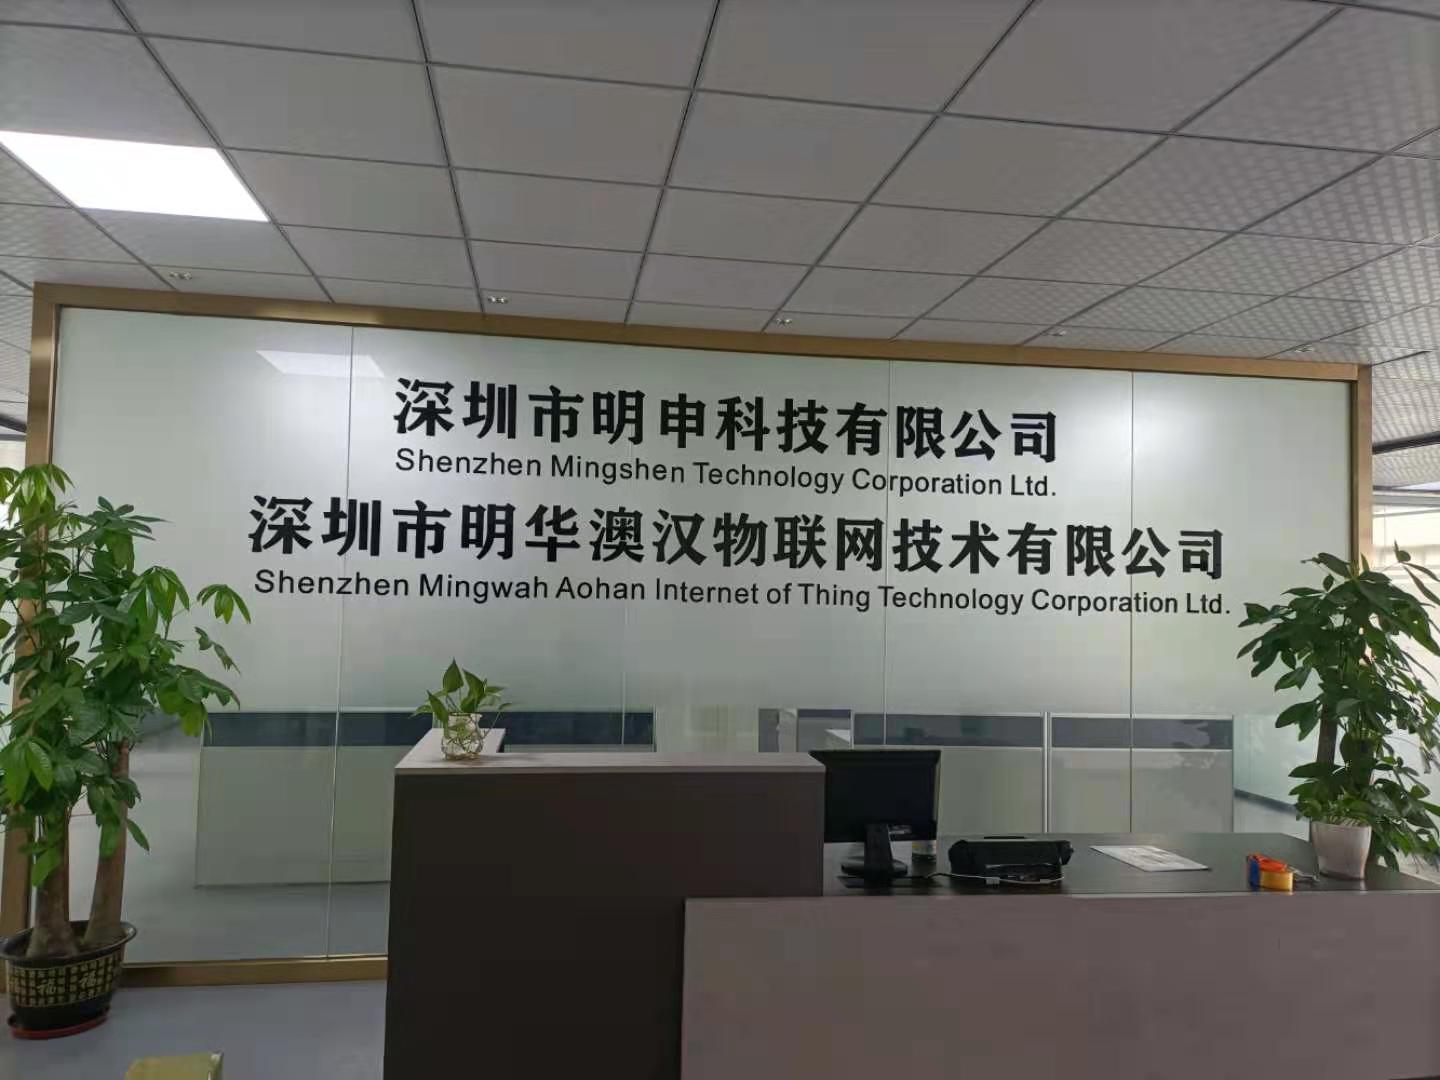 深圳市明申科技有限公司
Shenzhen Mingshen Technology Corporation Ltd.
深圳市明华澳汉物联网技术有限公司
Shenzhen Mingwah Aohan Internet of Thing Technology Corporation Ltd.
福 福